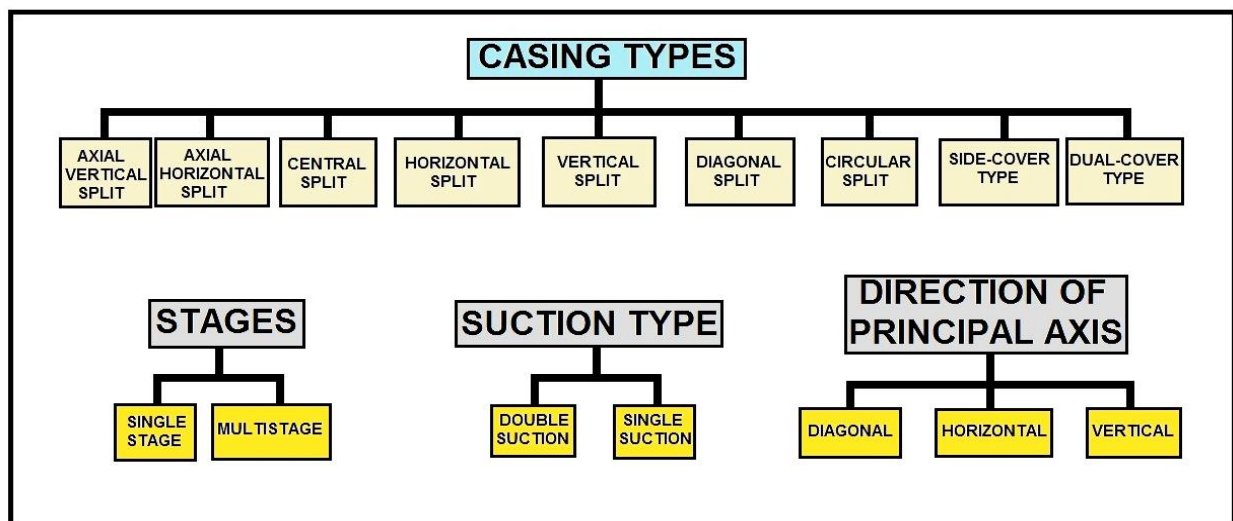 CASING TYPES
AXIAL
VERTICAL
SPLIT
AXIAL
HORIZONTAL
SPLIT
CENTRAL
SPLIT
HORIZONTAL
SPLIT
VERTICAL
SPLIT
DIAGONAL
SPLIT
CIRCULAR
SPLIT
SIDE-COVER
TYPE
DUAL-COVER
TYPE
STAGES
SINGLE
STAGE
MULTISTAGE
SUCTION TYPE
DOUBLE
SUCTION
SINGLE
SUCTION
DIRECTION OF
PRINCIPAL AXIS
DIAGONAL
HORIZONTAL
VERTICAL